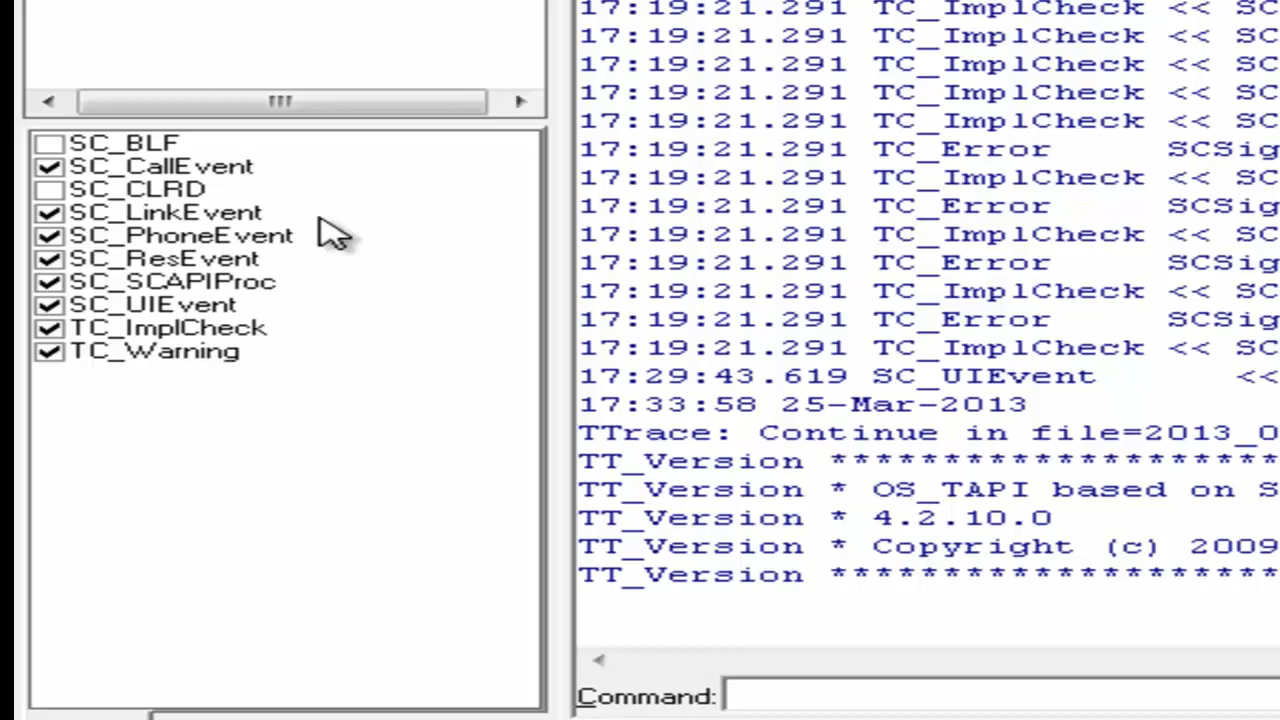 SC_BLF
SC_CallEvent
SC_CLRD
SC_LinkEvent
SC_PhoneEvent
SC_ResEvent
SC_SCAPIProc
SC_UIEvent
TC_ImplCheck
TC_Warning
17:19:21.291 TC_ImplCheck << SC
17:19:21.291 TC_ImplCheck << SC
17:19:21.291 TC_ImplCheck << SC
17:19:21.291 TC_ImplCheck << SC
17:19:21.291 TC_ImplCheck << SC
17:19:21.291 TC_Error SCSig
17:19:21.291 TC_ImplCheck << SC
17:19:21.291 TC_Error SCSig
17:19:21.291 TC_ImplCheck << SC
17:19:21.291 TC_Error SCSig
17:19:21.291 TC_ImplCheck << SC
17:19:21.291 TC_Error SCSig
17:19:21.291 TC_ImplCheck << SC
17:29:43.619 SC_UIEvent <<
17:33:58 25-Mar-2013
TTrace: Continue in file=2013_0
TT_Version ********************
TT_Version * OS_TAPI based on S
TT_Version * 4.2.10.0
TT_Version * Copyright (c) 2009
TT_Version ********************
Command: